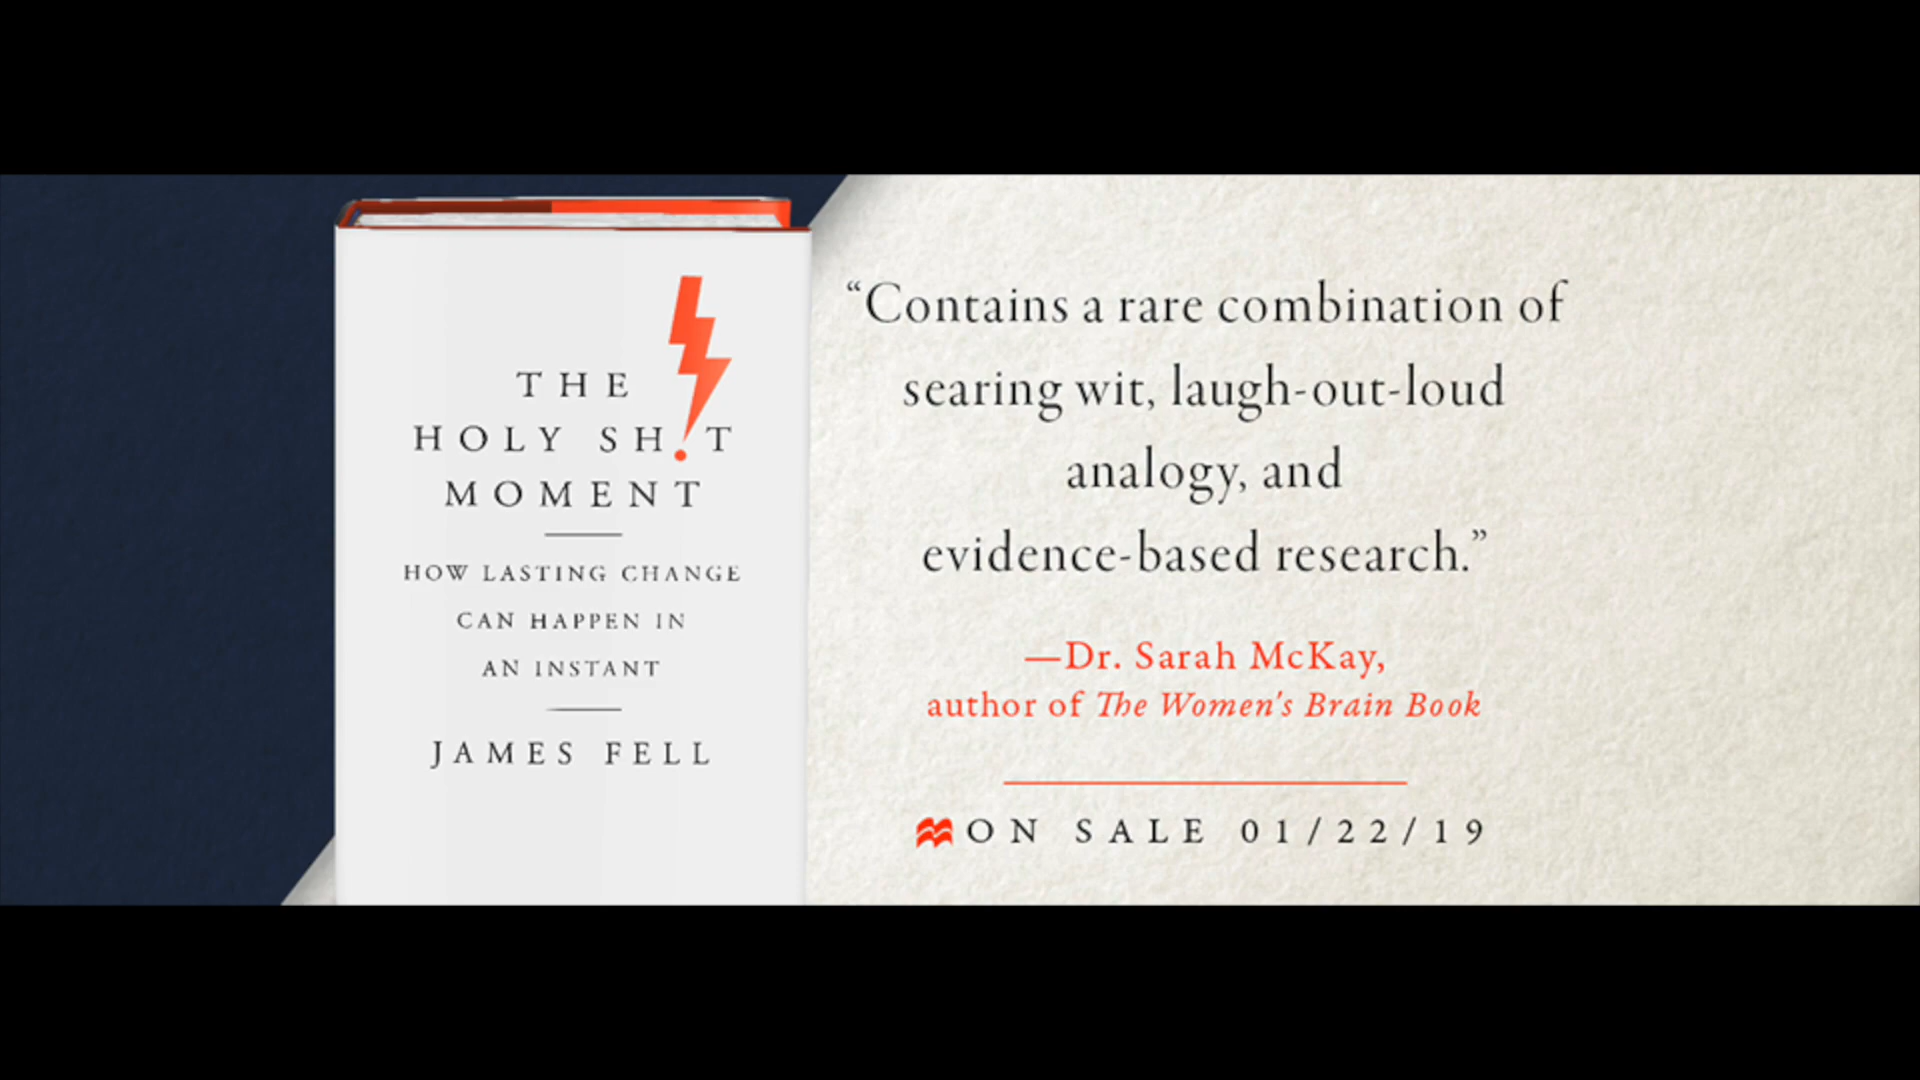 THE
HOLY SH!T
MOMENT
HOW LASTING CHANGE
CAN HAPPEN IN
AN INSTANT
JAMES FELL
“Contains a rare combination of
searing wit, laugh-out-loud
analogy, and
evidence-based research.”
—Dr. Sarah McKay,
author of The Women's Brain Book
ON SALE 01/22/19